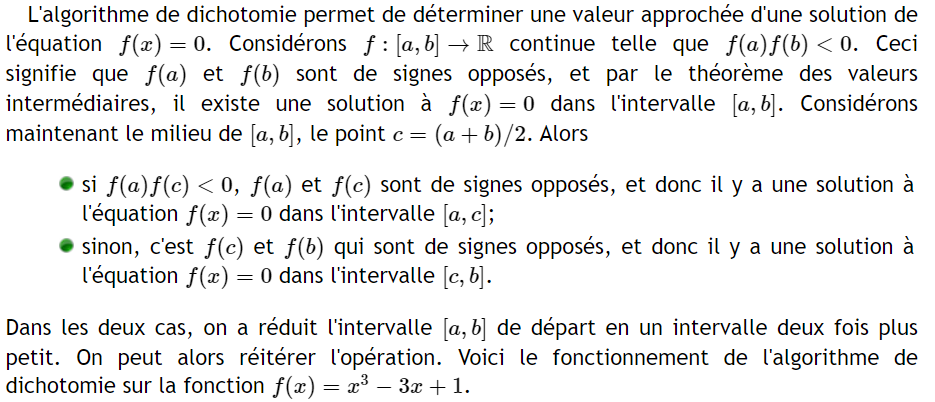 L'algorithme de dichotomie permet de déterminer une valeur approchée d'une solution de
l'équation f(x) = 0. Considérons f : [a, b] → ℝ continue telle que f(a)f(b) < 0. Ceci
signifie que f(a) et f(b) sont de signes opposés, et par le théorème des valeurs
intermédiaires, il existe une solution à f(x) = 0 dans l'intervalle [a, b]. Considérons
maintenant le milieu de [a, b], le point c = (a + b)/2. Alors
si f(a)f(c) < 0, f(a) et f(c) sont de signes opposés, et donc il y a une solution à
l'équation f(x) = 0 dans l'intervalle [a, c];
sinon, c'est f(c) et f(b) qui sont de signes opposés, et donc il y a une solution à
l'équation f(x) = 0 dans l'intervalle [c, b].
Dans les deux cas, on a réduit l'intervalle [a, b] de départ en un intervalle deux fois plus
petit. On peut alors réitérer l'opération. Voici le fonctionnement de l'algorithme de
dichotomie sur la fonction f(x) = x³ − 3x + 1.